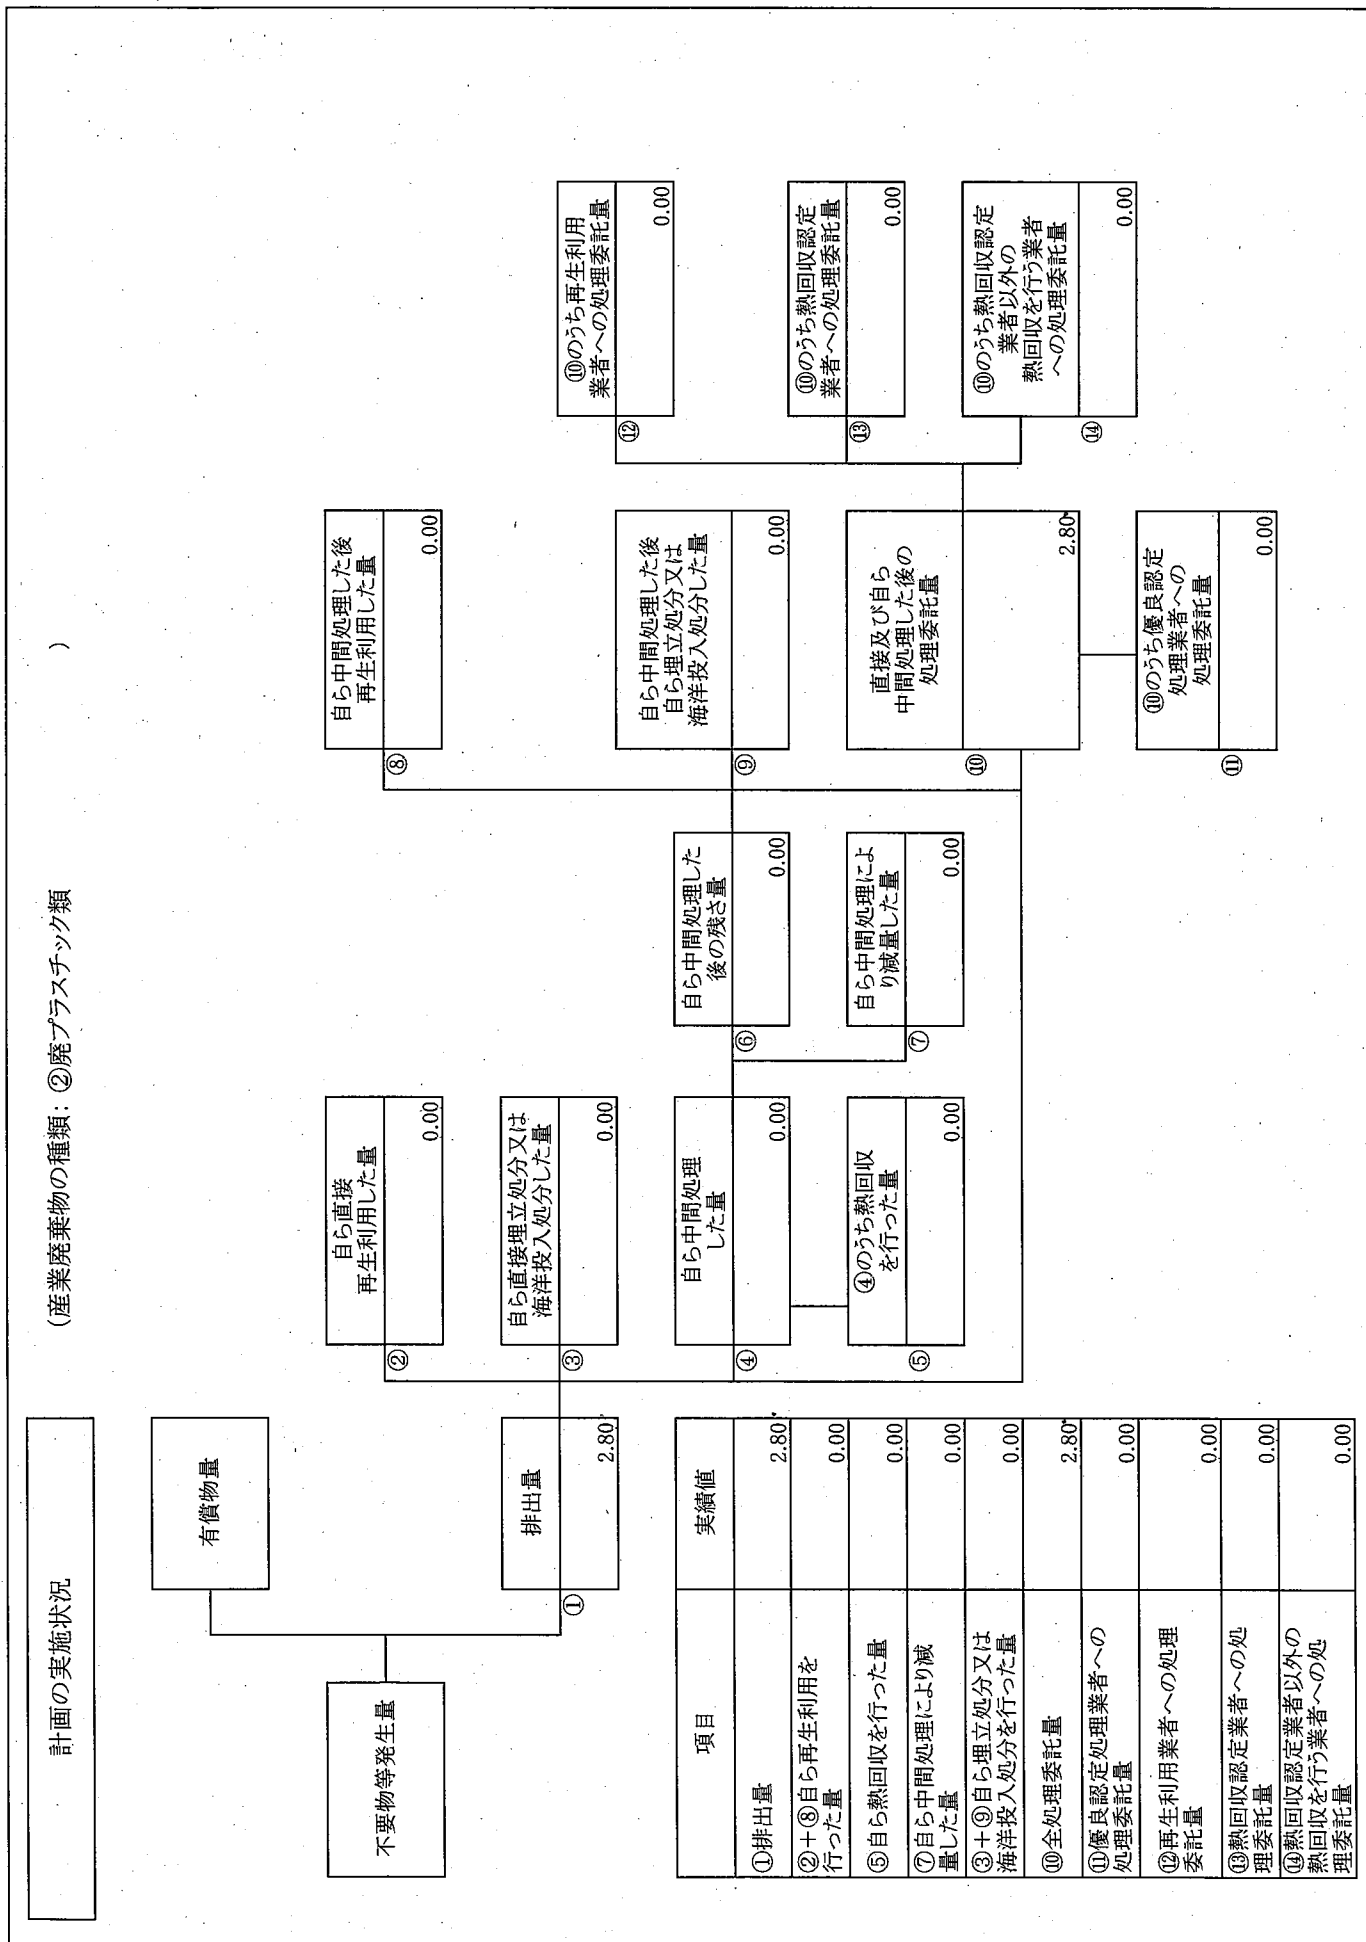 計画の実施状況
(産業廃棄物の種類: ②廃プラスチック類 )
不要物等発生量
有償物量
①
排出量
2.80
②
自ら直接
再生利用した量
0.00
③
自ら直接埋立処分又は
海洋投入処分した量
0.00
④
自ら中間処理
した量
0.00
⑤
④のうち熱回収
を行った量
0.00
⑥
自ら中間処理した
後の残さ量
0.00
⑦
自ら中間処理によ
り減量した量
0.00
⑧
自ら中間処理した後
再生利用した量
0.00
⑨
自ら中間処理した後
自ら埋立処分又は
海洋投入処分した量
0.00
⑩
直接及び自ら
中間処理した後の
処理委託量
2.80
⑪
⑩のうち優良認定
処理業者への
処理委託量
0.00
⑫
⑩のうち再生利用
業者への処理委託量
0.00
⑬
⑩のうち熱回収認定
業者への処理委託量
0.00
⑭
⑩のうち熱回収認定
業者以外の
熱回収を行う業者
への処理委託量
0.00
項目 実績値
①排出量 2.80
②+⑧自ら再生利用を
行った量 0.00
⑤自ら熱回収を行った量 0.00
⑦自ら中間処理により減
量した量 0.00
③+⑨自ら埋立処分又は
海洋投入処分を行った量 0.00
⑩全処理委託量 2.80
⑪優良認定処理業者への
処理委託量 0.00
⑫再生利用業者への処理
委託量 0.00
⑬熱回収認定業者への処
理委託量 0.00
⑭熱回収認定業者以外の
熱回収を行う業者への処
理委託量 0.00